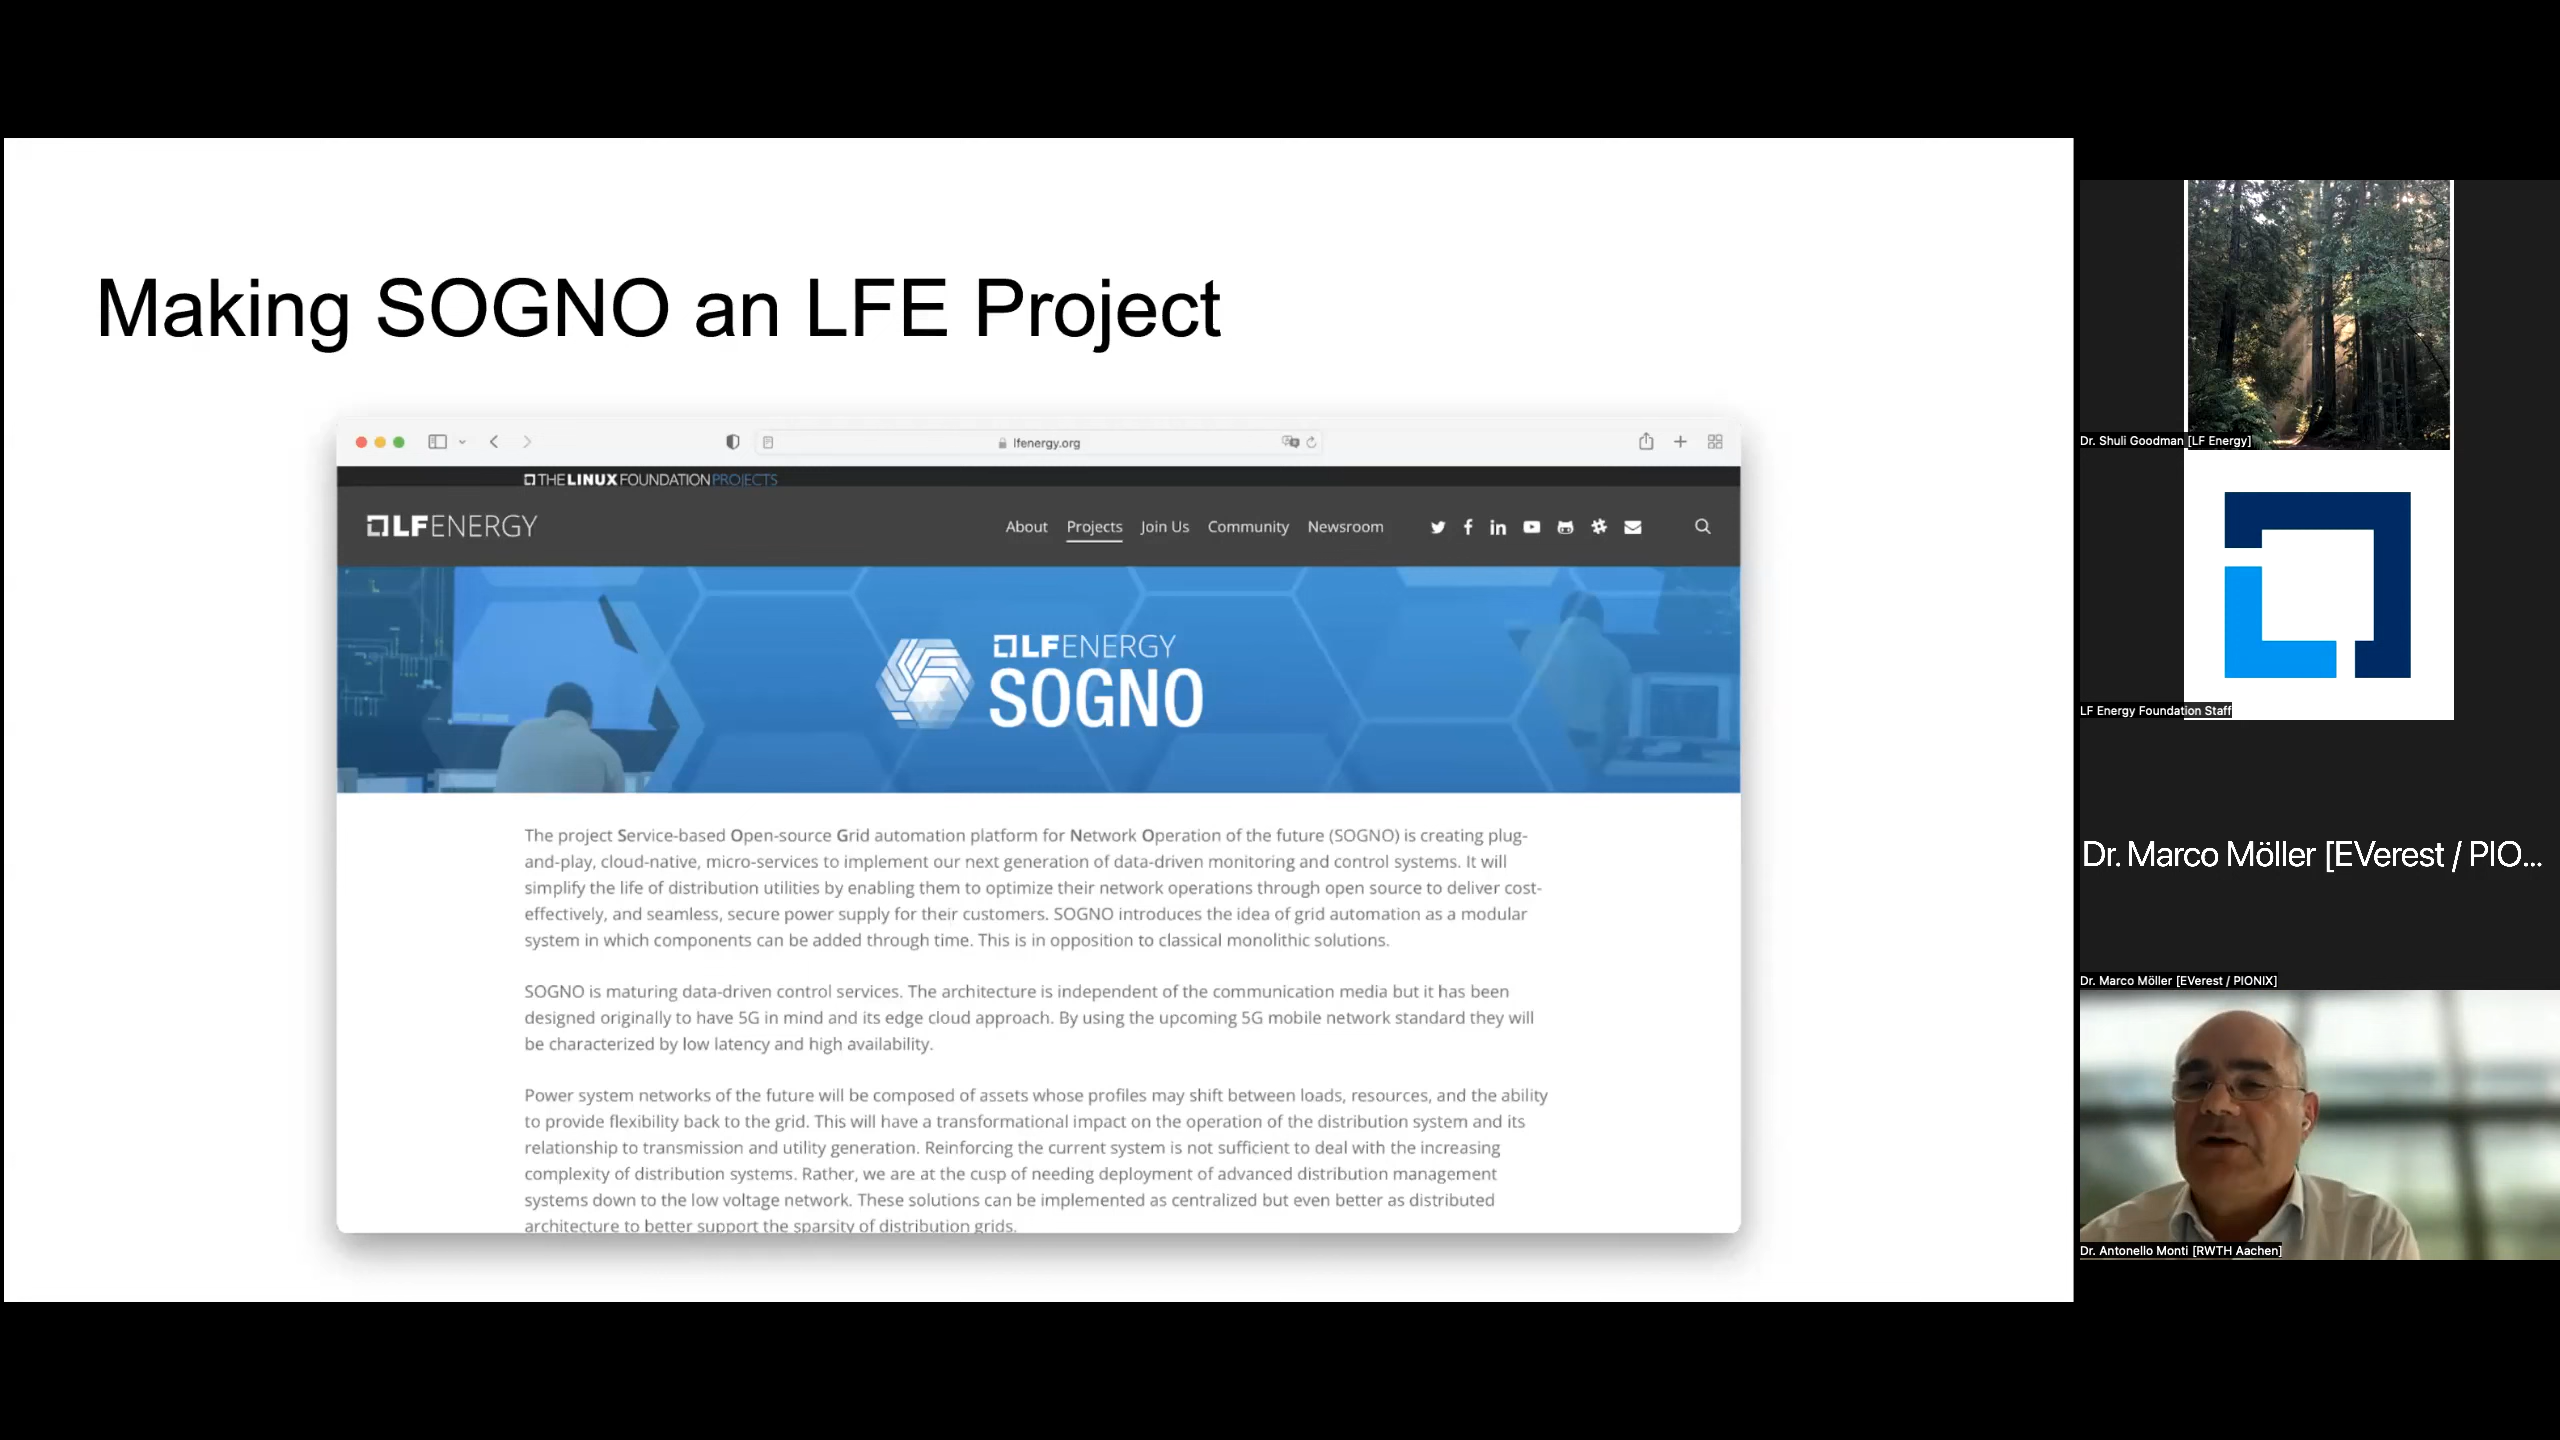 Making SOGNO an LFE Project
lfenergy.org
THE LINUX FOUNDATION PROJECTS
LFENERGY
About Projects Join Us Community Newsroom
LFENERGY
SOGNO
The project Service-based Open-source Grid automation platform for Network Operation of the future (SOGNO) is creating plug-
and-play, cloud-native, micro-services to implement our next generation of data-driven monitoring and control systems. It will
simplify the life of distribution utilities by enabling them to optimize their network operations through open source to deliver cost-
effectively, and seamless, secure power supply for their customers. SOGNO introduces the idea of grid automation as a modular
system in which components can be added through time. This is in opposition to classical monolithic solutions.
SOGNO is maturing data-driven control services. The architecture is independent of the communication media but it has been
designed originally to have 5G in mind and its edge cloud approach. By using the upcoming 5G mobile network standard they will
be characterized by low latency and high availability.
Power system networks of the future will be composed of assets whose profiles may shift between loads, resources, and the ability
to provide flexibility back to the grid. This will have a transformational impact on the operation of the distribution system and its
relationship to transmission and utility generation. Reinforcing the current system is not sufficient to deal with the increasing
complexity of distribution systems. Rather, we are at the cusp of needing deployment of advanced distribution management
systems down to the low voltage network. These solutions can be implemented as centralized but even better as distributed
architecture to better support the sparsity of distribution grids.
Dr. Shuli Goodman [LF Energy]
LF Energy Foundation Staff
Dr. Marco Möller [EVerest / PIO...
Dr. Marco Möller [EVerest / PIONIX]
Dr. Antonello Monti [RWTH Aachen]